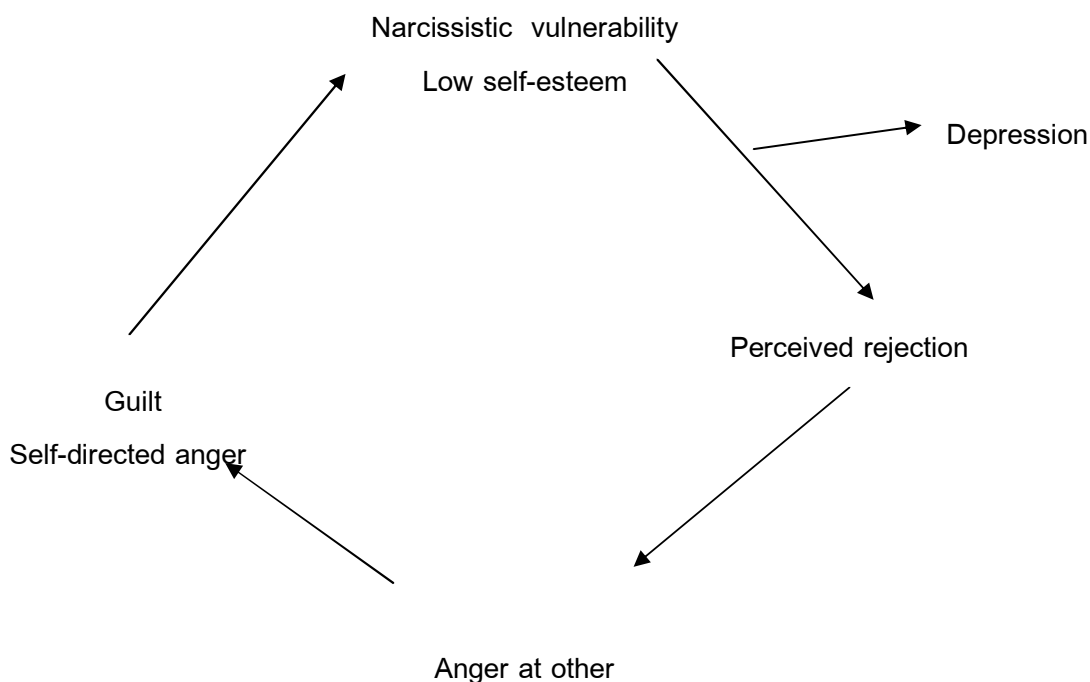 Narcissistic vulnerability
Low self-esteem
Depression
Perceived rejection
Guilt
Self-directed anger
Anger at other